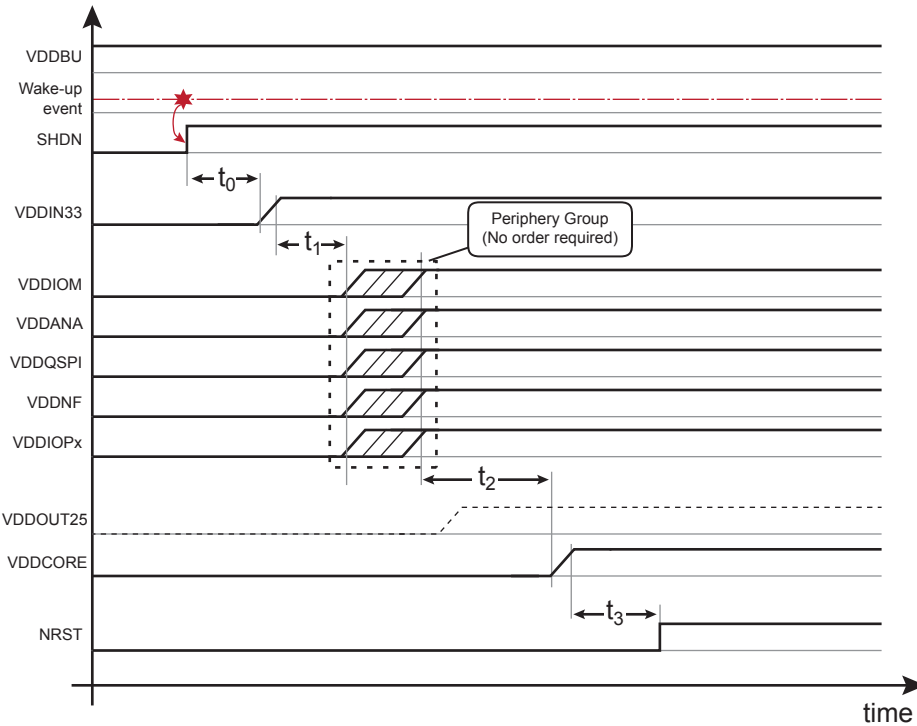 VDDBU
Wake-up
event
SHDN
t0
VDDIN33
Periphery Group
(No order required)
t1
VDDIOM
VDDANA
VDDQSPI
VDDNF
VDDIOPx
t2
VDDOUT25
VDDCORE
t3
NRST
time